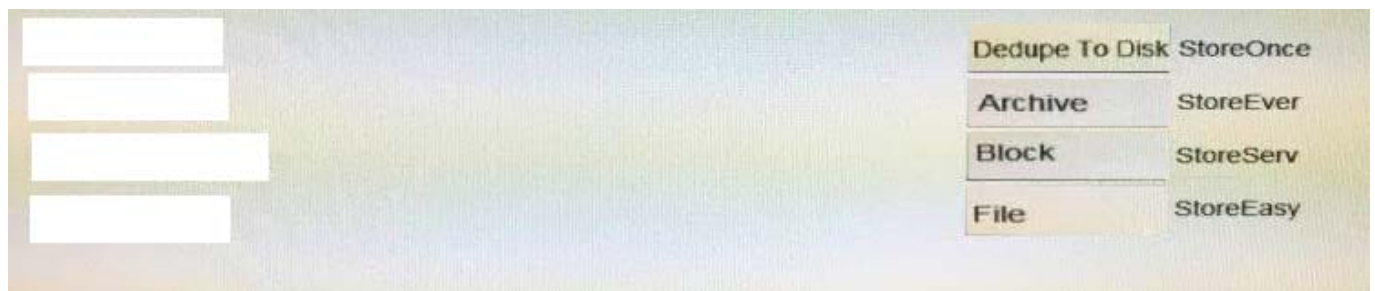 Dedupe To Disk StoreOnce
Archive StoreEver
Block StoreServ
File StoreEasy